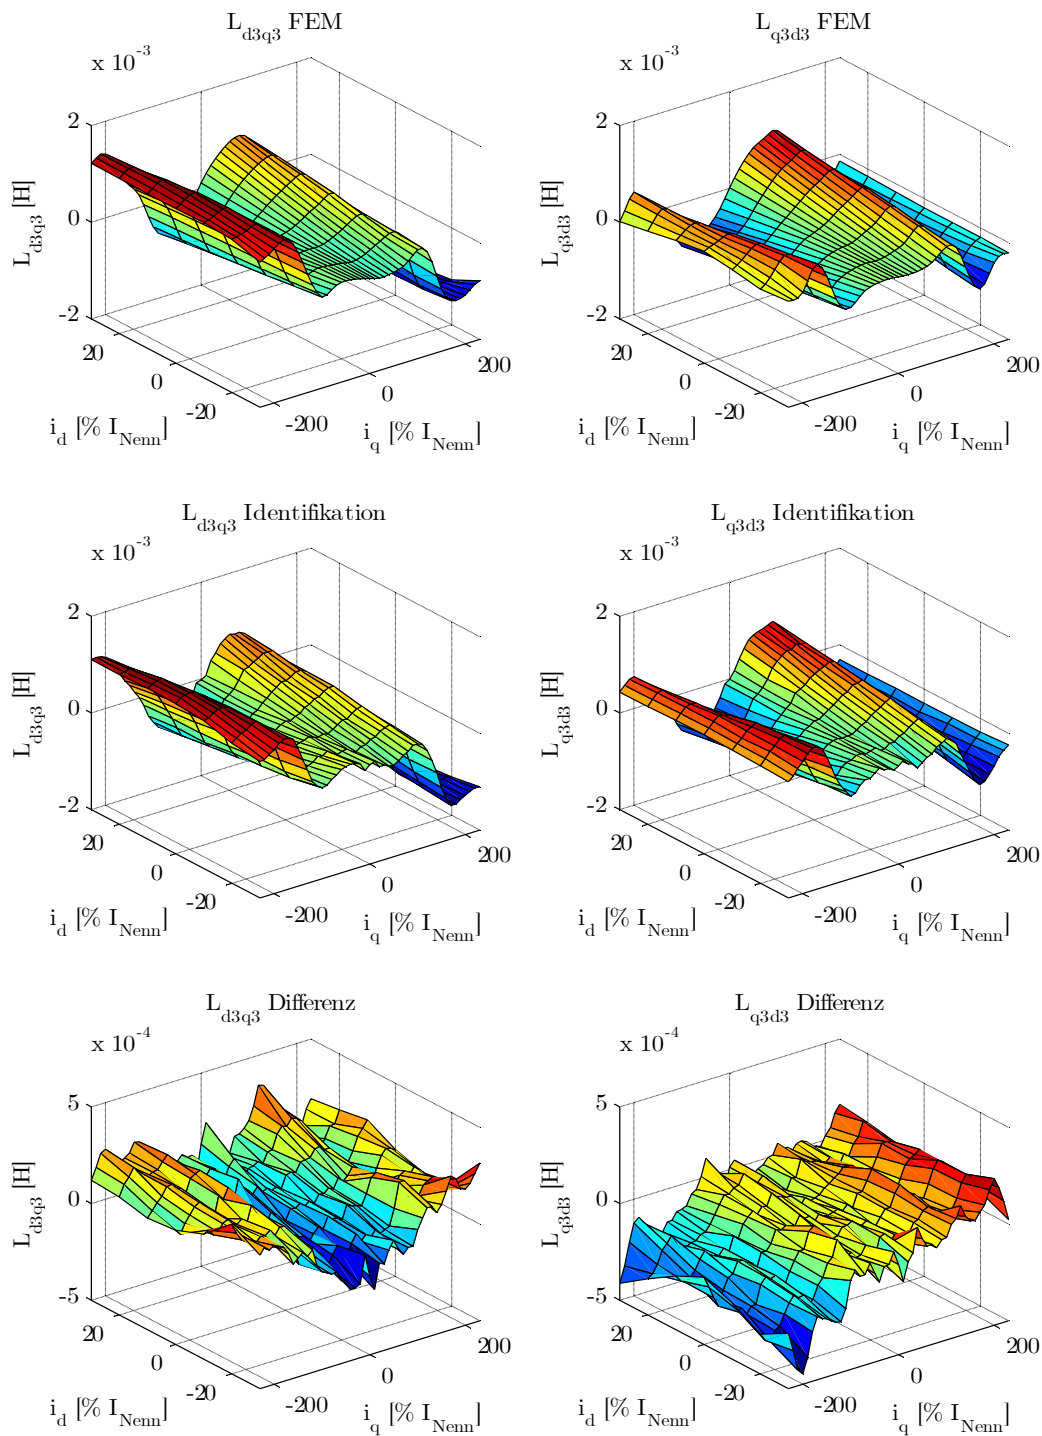 L_d3q3 FEM
x 10^-3
L_d3q3 [H]
2
0
-2
20
0
-20
i_d [% I_Nenn]
-200
0
200
i_q [% I_Nenn]
L_q3d3 FEM
x 10^-3
L_q3d3 [H]
2
0
-2
20
0
-20
i_d [% I_Nenn]
-200
0
200
i_q [% I_Nenn]
L_d3q3 Identifikation
x 10^-3
L_d3q3 [H]
2
0
-2
20
0
-20
i_d [% I_Nenn]
-200
0
200
i_q [% I_Nenn]
L_q3d3 Identifikation
x 10^-3
L_q3d3 [H]
2
0
-2
20
0
-20
i_d [% I_Nenn]
-200
0
200
i_q [% I_Nenn]
L_d3q3 Differenz
x 10^-4
L_d3q3 [H]
5
0
-5
20
0
-20
i_d [% I_Nenn]
-200
0
200
i_q [% I_Nenn]
L_q3d3 Differenz
x 10^-4
L_q3d3 [H]
5
0
-5
20
0
-20
i_d [% I_Nenn]
-200
0
200
i_q [% I_Nenn]